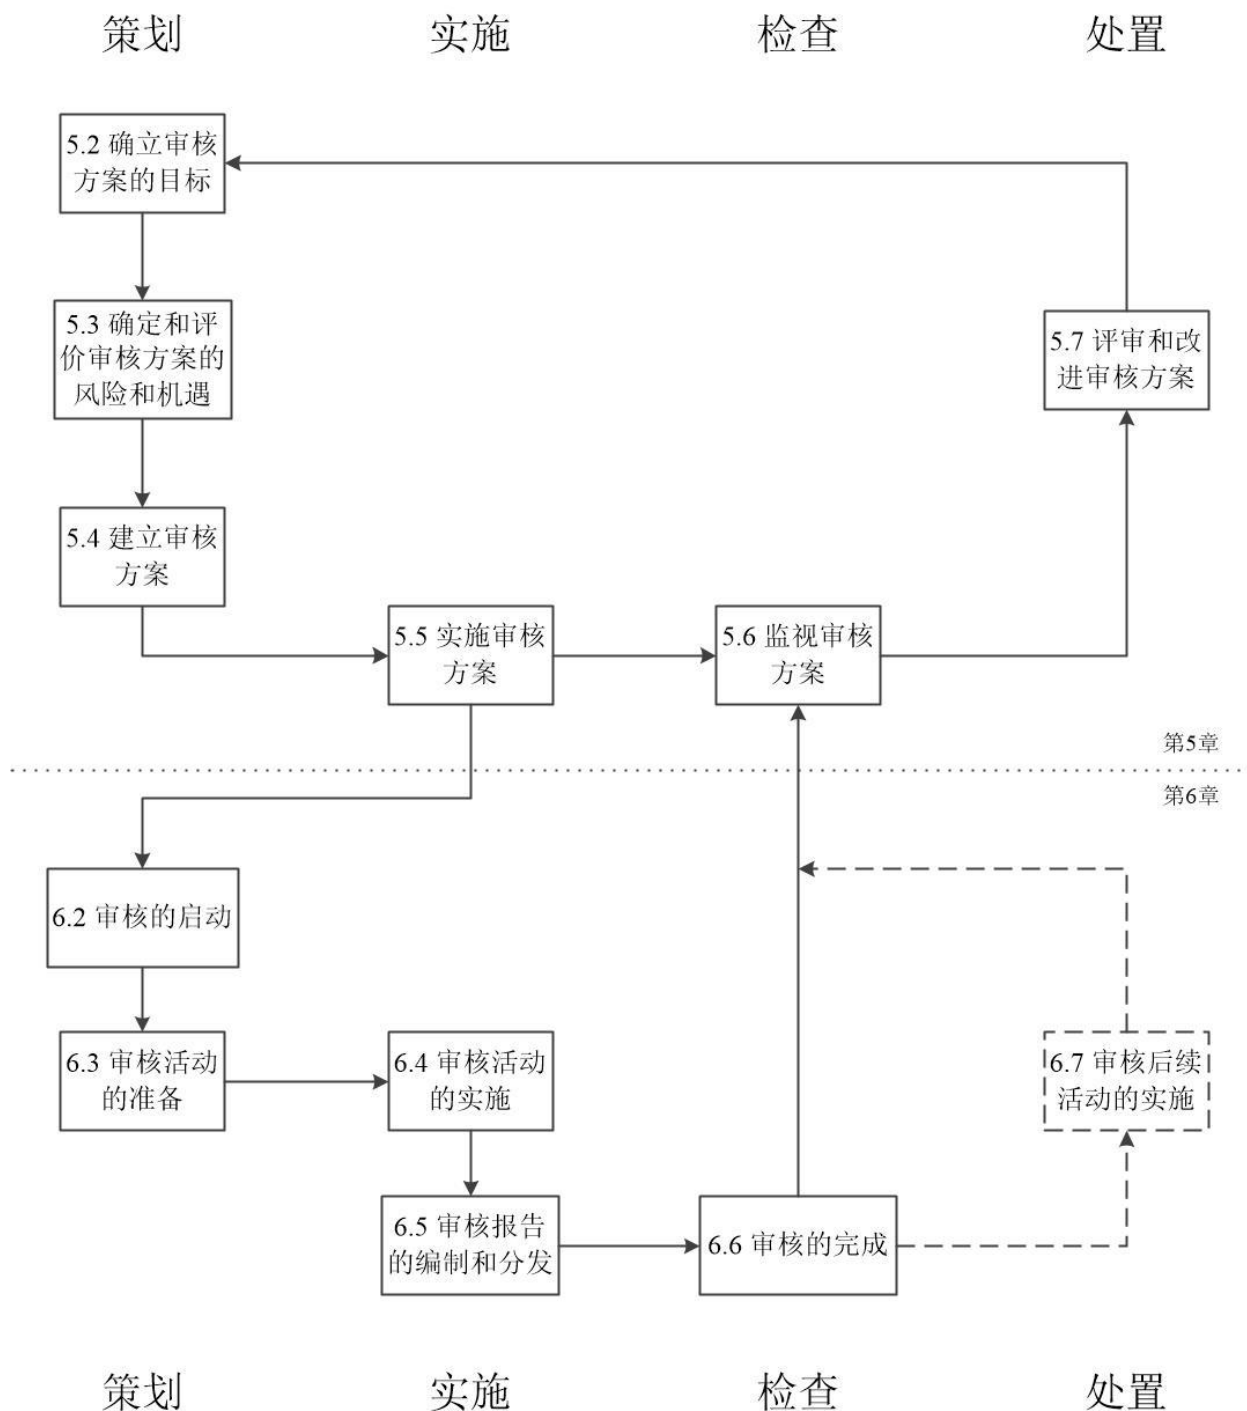 策划 实施 检查 处置
5.2 确立审核
方案的目标
5.3 确定和评
价审核方案的
风险和机遇
5.7 评审和改
进审核方案
5.4 建立审核
方案
5.5 实施审核
方案
5.6 监视审核
方案
第5章
第6章
6.2 审核的启动
6.3 审核活动
的准备
6.4 审核活动
的实施
6.7 审核后续
活动的实施
6.5 审核报告
的编制和分发
6.6 审核的完成
策划 实施 检查 处置